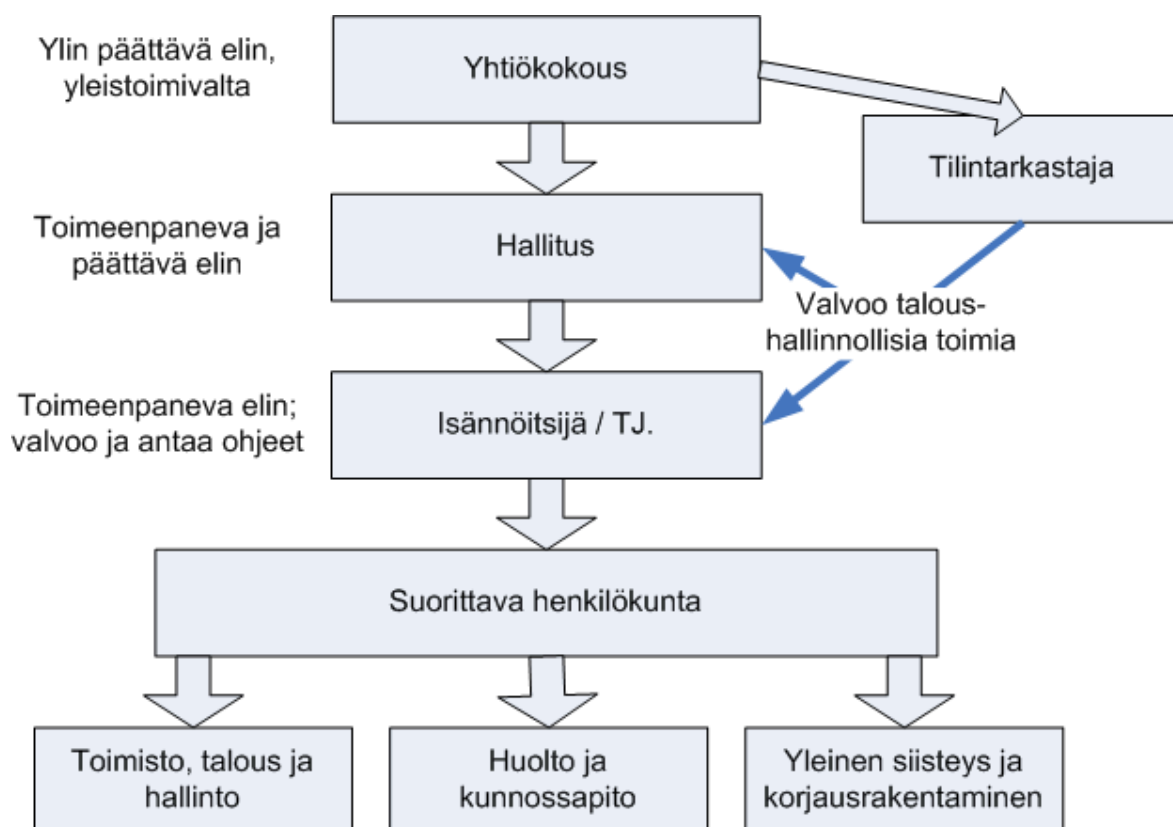 Ylin päättävä elin,
yleistoimivalta
Yhtiökokous
Tilintarkastaja
Toimeenpaneva ja
päättävä elin
Hallitus
Valvoo talous-
hallinnollisia toimia
Toimeenpaneva elin;
valvoo ja antaa ohjeet
Isännöitsijä / TJ.
Suorittava henkilökunta
Toimisto, talous ja
hallinto
Huolto ja
kunnossapito
Yleinen siisteys ja
korjausrakentaminen